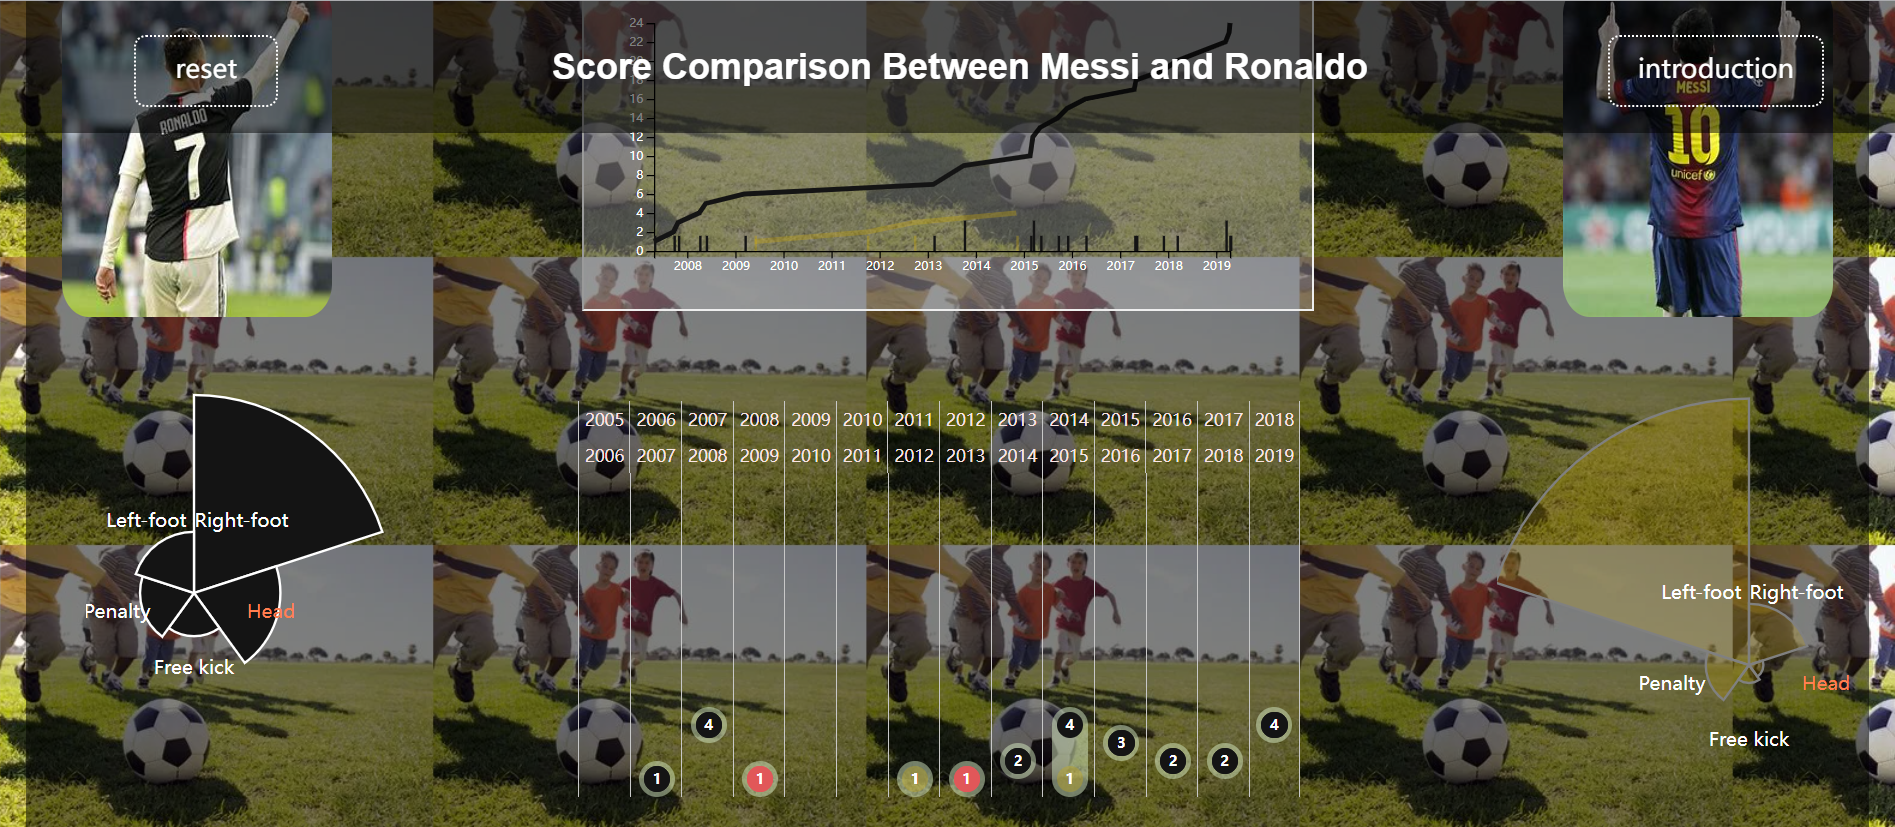 reset
Score Comparison Between Messi and Ronaldo
introduction
RONALDO
7
MESSI
10
unicef
24
22
20
18
16
14
12
10
8
6
4
2
0
2008 2009 2010 2011 2012 2013 2014 2015 2016 2017 2018 2019
2005 2006 2007 2008 2009 2010 2011 2012 2013 2014 2015 2016 2017 2018
2006 2007 2008 2009 2010 2011 2012 2013 2014 2015 2016 2017 2018 2019
Left-foot Right-foot
Penalty Head
Free kick
Left-foot Right-foot
Penalty Head
Free kick
4 4 4
3
2 2 2
1 1 1 1 1